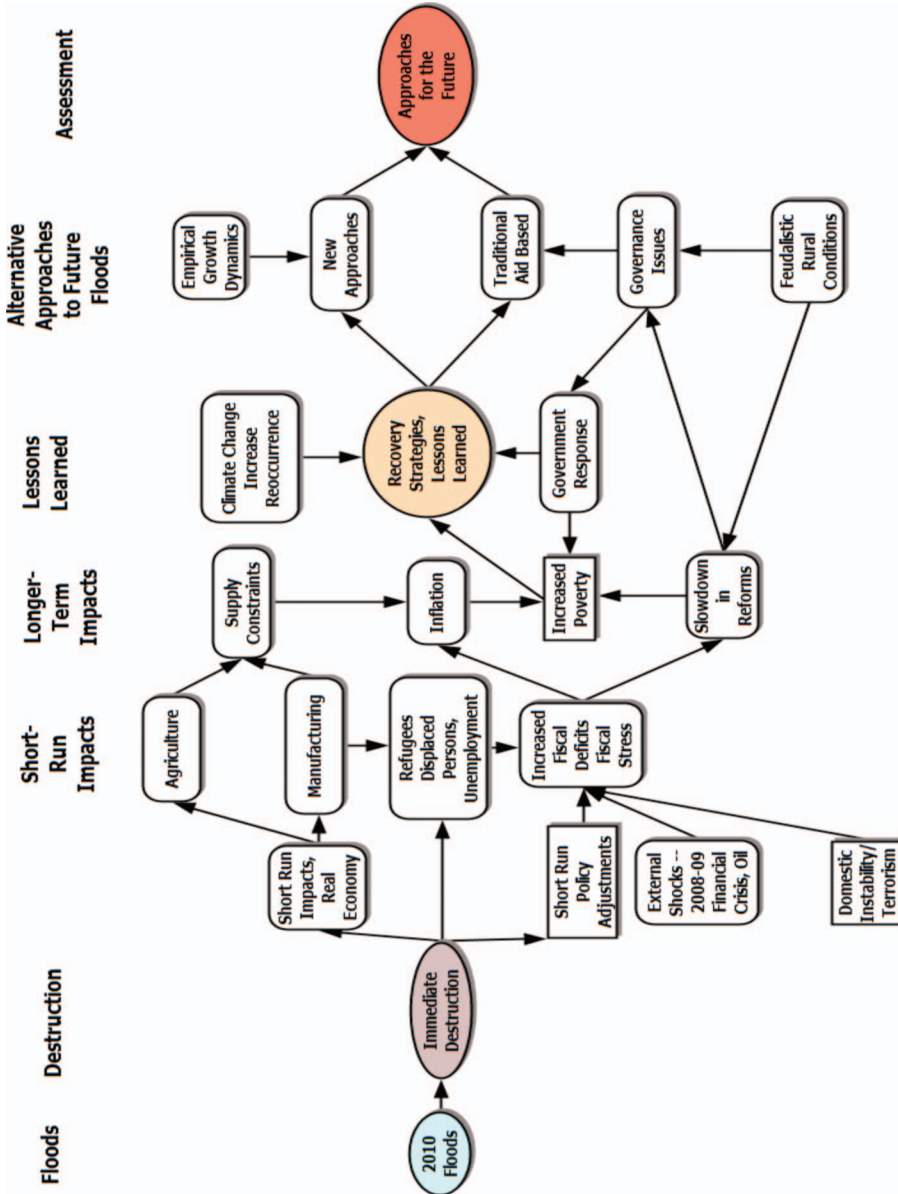 Floods
Destruction
Short-
Run
Impacts
Longer-
Term
Impacts
Lessons
Learned
Alternative
Approaches
to Future
Floods
Assessment
2010
Floods
Immediate
Destruction
Short Run
Impacts,
Real
Economy
Short Run
Policy
Adjustments
External
Shocks --
2008-09
Financial
Crisis, Oil
Domestic
Instability/
Terrorism
Agriculture
Manufacturing
Refugees
Displaced
Persons,
Unemployment
Increased
Fiscal
Deficits
Fiscal
Stress
Supply
Constraints
Inflation
Increased
Poverty
Slowdown
in
Reforms
Climate Change
Increase
Reoccurrence
Recovery
Strategies,
Lessons
Learned
Government
Response
Empirical
Growth
Dynamics
New
Approaches
Traditional
Aid Based
Governance
Issues
Feudalistic
Rural
Conditions
Approaches
for the
Future